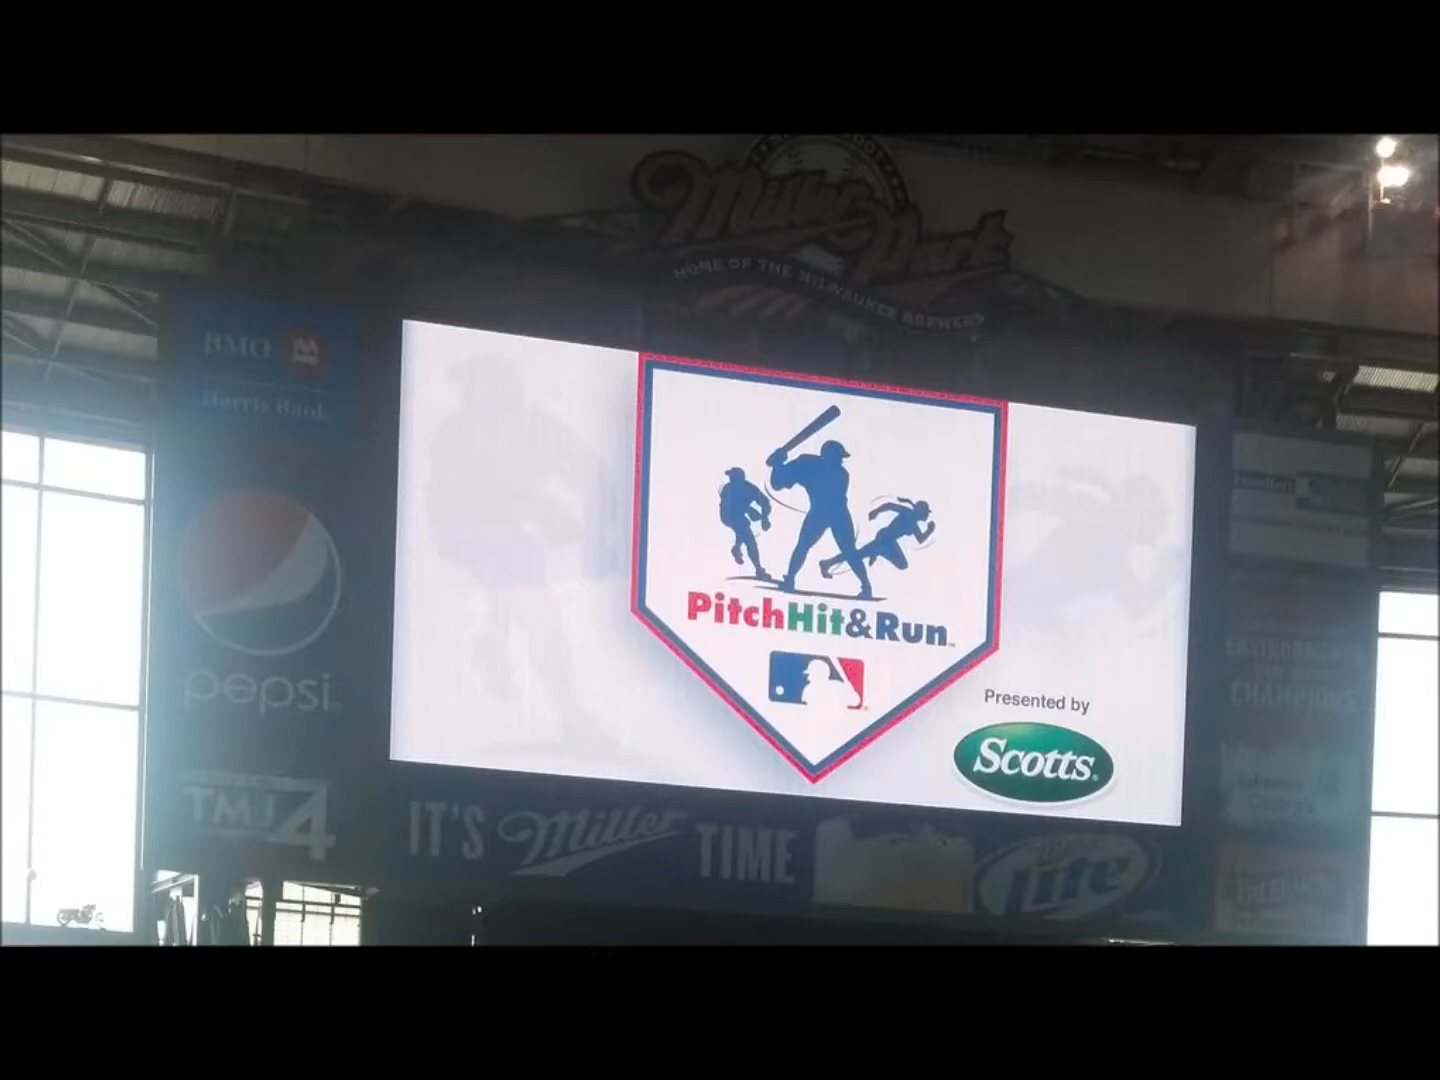 Miller Park
HOME OF THE MILWAUKEE BREWERS
BMO
Harris Bank
pepsi
TMJ4
PitchHit&Run™
Presented by
Scotts®
IT'S Miller TIME
Lite
CHAMPIONS